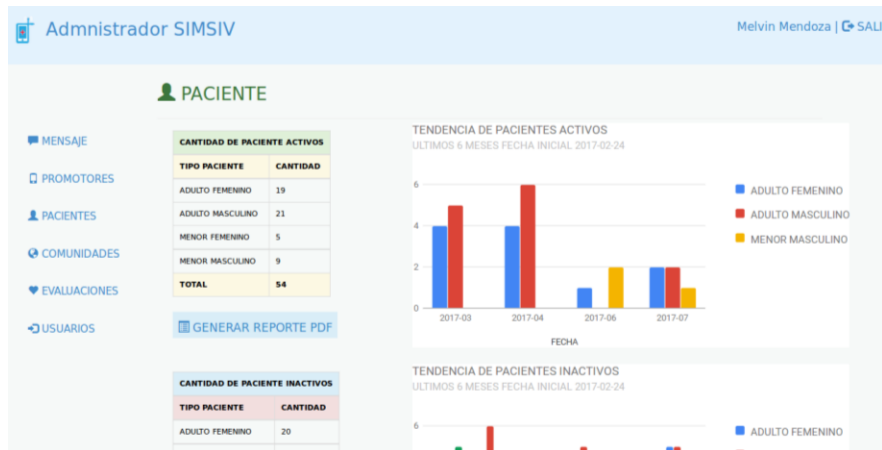 Admnistrador SIMSIV
Melvin Mendoza | SALI
PACIENTE
MENSAJE
PROMOTORES
PACIENTES
COMUNIDADES
EVALUACIONES
USUARIOS
CANTIDAD DE PACIENTE ACTIVOS
TIPO PACIENTE CANTIDAD
ADULTO FEMENINO 19
ADULTO MASCULINO 21
MENOR FEMENINO 5
MENOR MASCULINO 9
TOTAL 54
GENERAR REPORTE PDF
TENDENCIA DE PACIENTES ACTIVOS
ULTIMOS 6 MESES FECHA INICIAL 2017-02-24
6
4
2
0
2017-03 2017-04 2017-06 2017-07
FECHA
ADULTO FEMENINO
ADULTO MASCULINO
MENOR MASCULINO
CANTIDAD DE PACIENTE INACTIVOS
TIPO PACIENTE CANTIDAD
ADULTO FEMENINO 20
TENDENCIA DE PACIENTES INACTIVOS
ULTIMOS 6 MESES FECHA INICIAL 2017-02-24
6
ADULTO FEMENINO